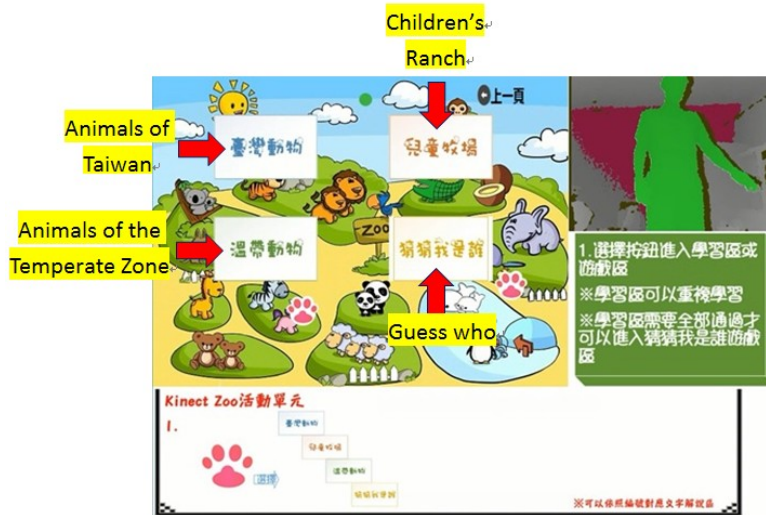 Children's
Ranch
Animals of
Taiwan
Animals of the
Temperate Zone
Guess who
上一頁
臺灣動物
兒童牧場
ZOO
溫帶動物
猜猜我是誰
1.選擇按鈕進入學習區或
遊戲區
※學習區可以重複學習
※學習區需要全部通過才
可以進入猜猜我是誰遊戲
區
Kinect Zoo活動單元
1.
選擇
臺灣動物
兒童牧場
溫帶動物
猜猜我是誰
※可以依照編號對應文字解說區